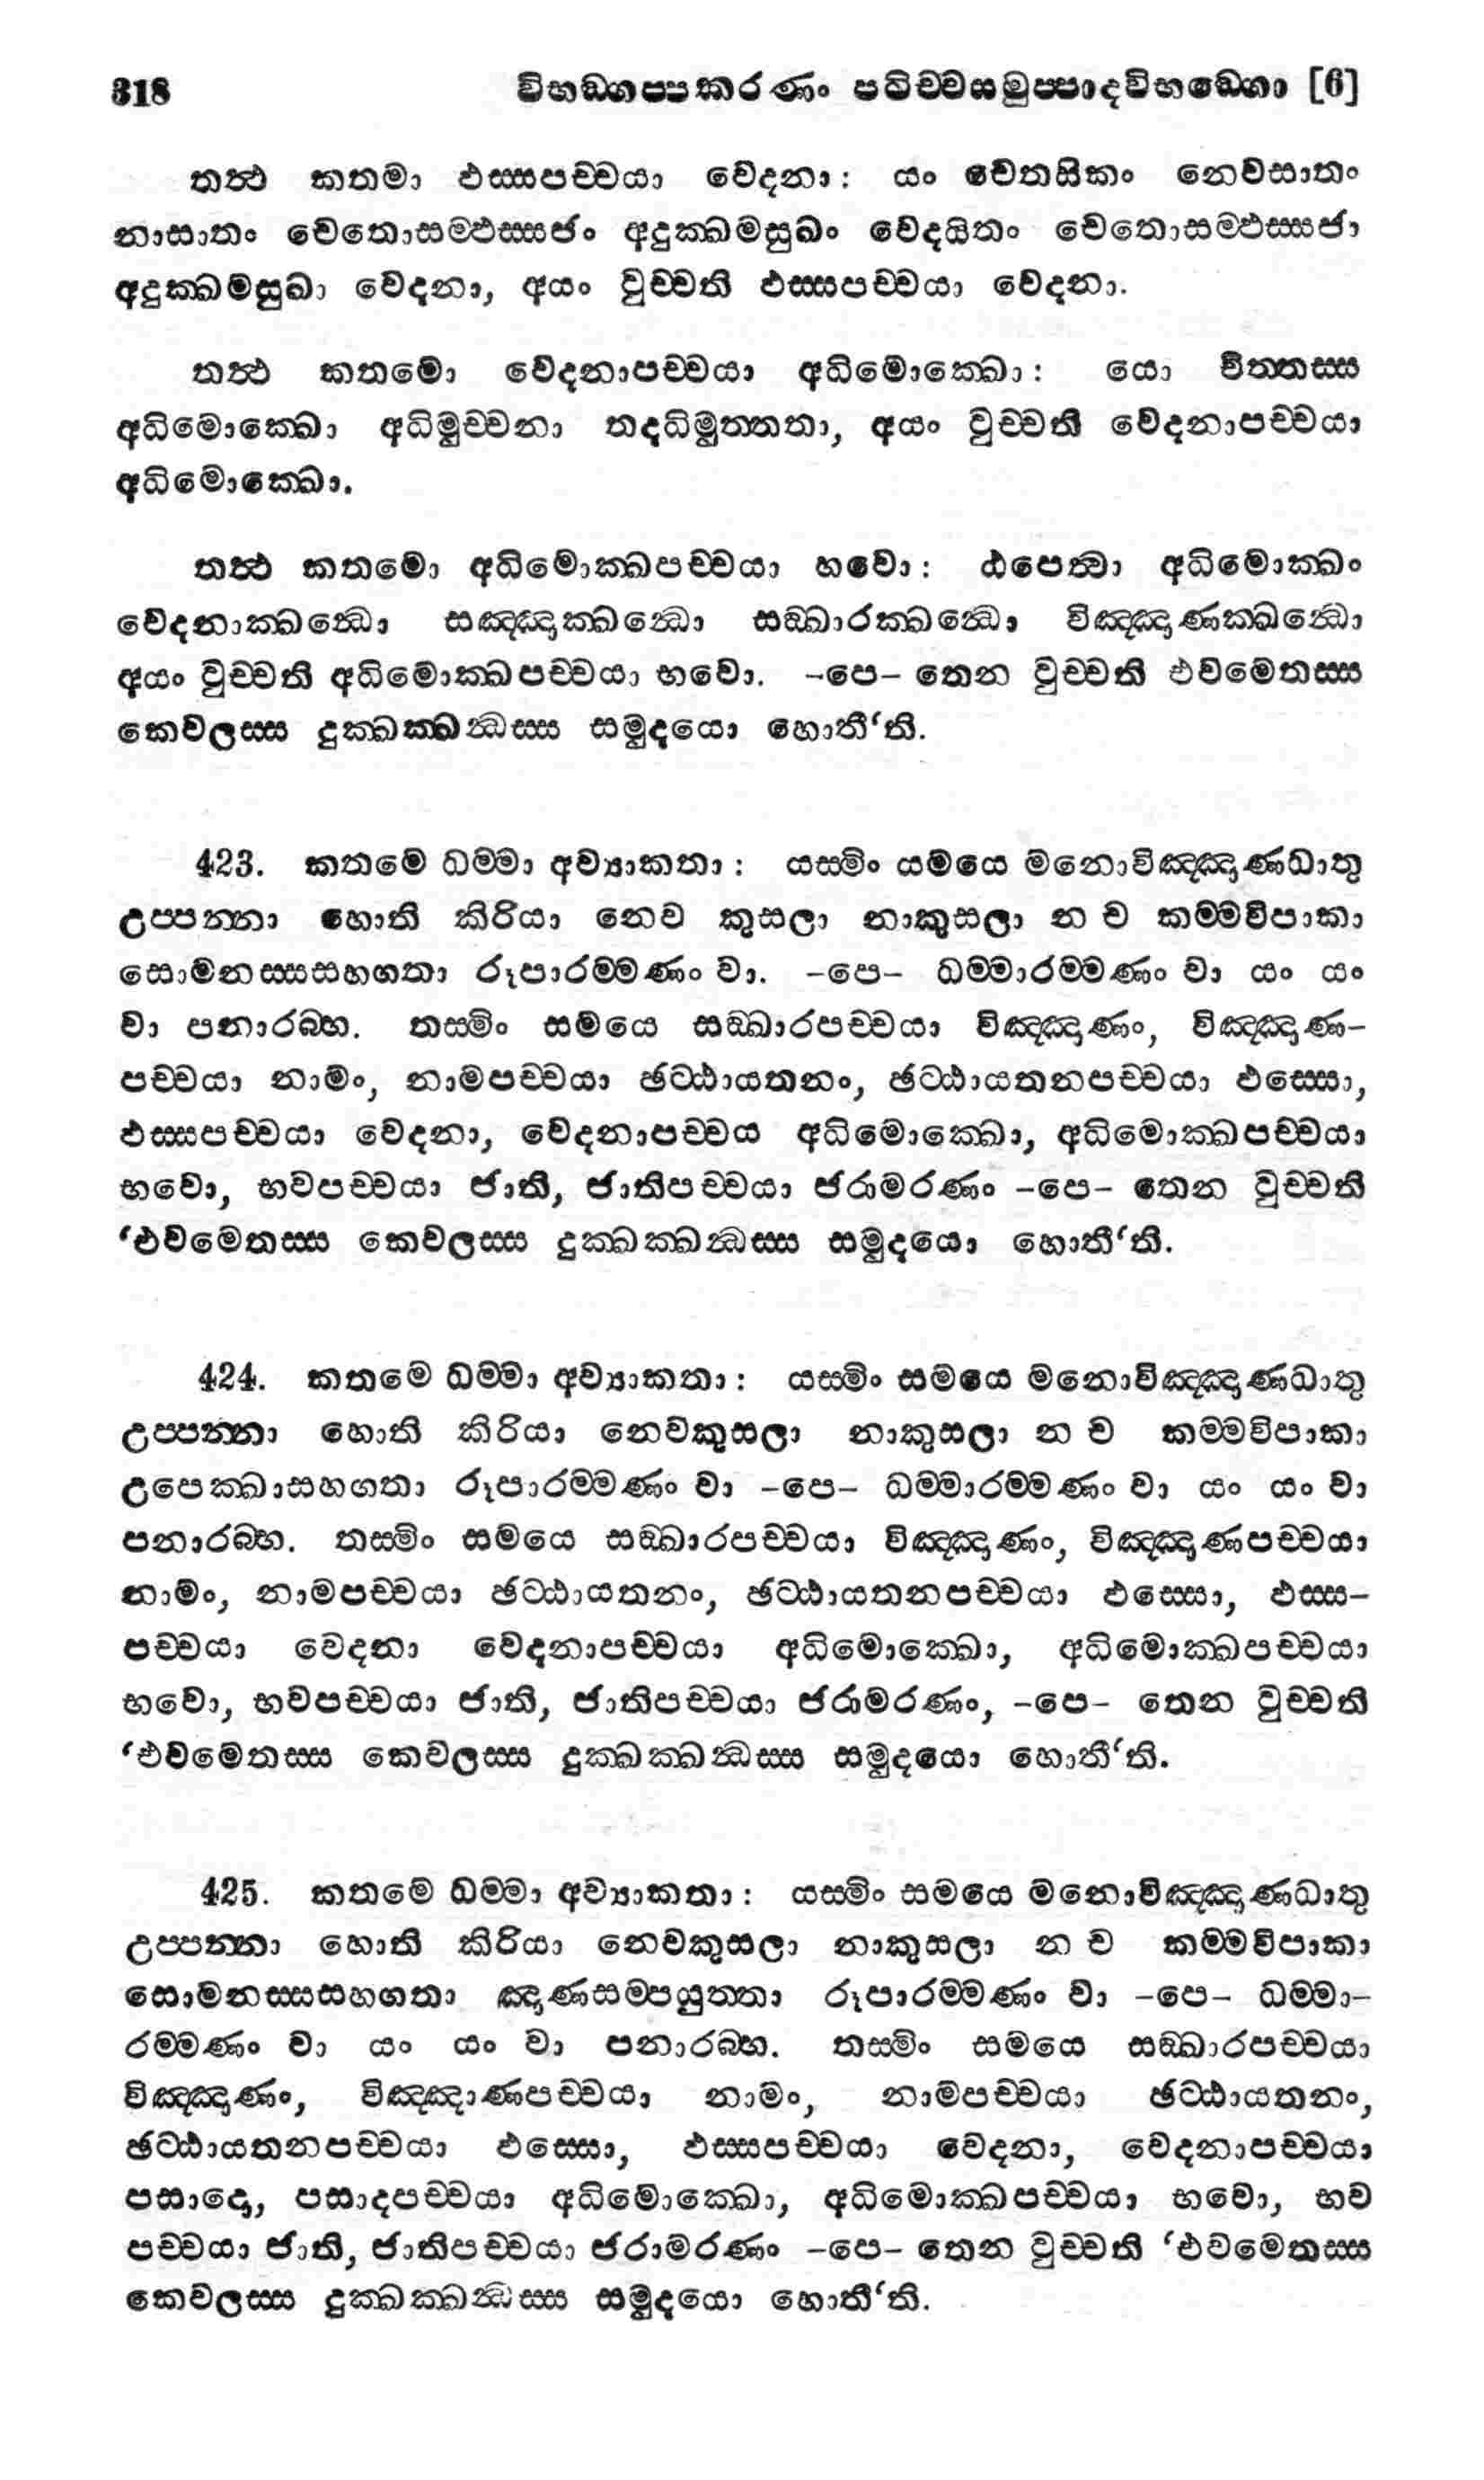 318 විභඞ්ගප්පකරණං පටිච්චසමුප්පාදවිභඞ්ගො [6]
තත්‍ථ කතමා ඵස්සපච්චයා වෙදනා: යං චෙතසිකං නෙවසාතං
නාසාතං චෙතොසම්ඵස්සජං අදුක්ඛමසුඛං වෙදයිතං චෙතොසම්ඵස්සජා
අදුක්ඛමසුඛා වෙදනා, අයං වුච්චති ඵස්සපච්චයා වෙදනා.
තත්‍ථ කතමො වෙදනාපච්චයා අධිමොක්ඛො: යො චිත්තස්ස
අධිමොක්ඛො අධිමුච්චනා තදධිමුත්තතා, අයං වුච්චති වෙදනාපච්චයා
අධිමොක්ඛො.
තත්‍ථ කතමො අධිමොක්ඛපච්චයා හවො: ඨපෙත්‍වා අධිමොක්ඛං
වෙදනාක්ඛන්‍ධො සඤ්ඤාක්ඛන්‍ධො සඞ්ඛාරක්ඛන්‍ධො විඤ්ඤාණක්ඛන්‍ධො
අයං වුච්චති අධිමොක්ඛපච්චයා භවො. -පෙ- තෙන වුච්චති එවමෙතස්ස
කෙවලස්ස දුක්ඛක්ඛන්‍ධස්ස සමුදයො හොතී‘ති.
423. කතමෙ ධම්මා අව්‍යාකතා: යස්මිං යමයෙ මනොවිඤ්ඤාණධාතු
උප්පන්නා හොති කිරියා නෙව කුසලා නාකුසලා න ච කම්මවිපාකා
සොමනස්සසහගතා රූපාරම්මණං වා. -පෙ- ධම්මාරම්මණං වා යං යං
වා පනාරබ්භ. තස්මිං සමයෙ සඞ්ඛාරපච්චයා විඤ්ඤාණං, විඤ්ඤාණ-
පච්චයා නාමං, නාමපච්චයා ඡට්ඨායතනං, ඡට්ඨායතනපච්චයා ඵස්සො,
ඵස්සපච්චයා වෙදනා, වෙදනාපච්චය අධිමොක්ඛො, අධිමොක්ඛපච්චයා
භවො, භවපච්චයා ජාති, ජාතිපච්චයා ජරාමරණං -පෙ- තෙන වුච්චති
‘එවමෙතස්ස කෙවලස්ස දුක්ඛක්ඛන්‍ධස්ස සමුදයො හොතී‘ති.
424. කතමෙ ධම්මා අව්‍යාකතා: යස්මිං සමයෙ මනොවිඤ්ඤාණධාතු
උප්පන්නා හොති කිරියා නෙවකුසලා නාකුසලා න ච කම්මවිපාකා
උපෙක්ඛාසහගතා රූපාරම්මණං වා -පෙ- ධම්මාරම්මණං වා යං යං වා
පනාරබ්භ. තස්මිං සමයෙ සඞ්ඛාරපච්චයා විඤ්ඤාණං, විඤ්ඤාණපච්චයා
නාමං, නාමපච්චයා ඡට්ඨායතනං, ඡට්ඨායතනපච්චයා ඵස්සො, ඵස්ස-
පච්චයා වෙදනා වෙදනාපච්චයා අධිමොක්ඛො, අධිමොක්ඛපච්චයා
භවො, භවපච්චයා ජාති, ජාතිපච්චයා ජරාමරණං, -පෙ- තෙන වුච්චති
‘එවමෙතස්ස කෙවලස්ස දුක්ඛක්ඛන්‍ධස්ස සමුදයො හොතී‘ති.
425. කතමෙ ධම්මා අව්‍යාකතා: යස්මිං සමයෙ මනොවිඤ්ඤාණධාතු
උප්පන්නා හොති කිරියා නෙවකුසලා නාකුසලා න ච කම්මවිපාකා
සොමනස්සසහගතා ඤාණසම්පයුත්තා රූපාරම්මණං වා -පෙ- ධම්මා-
රම්මණං වා යං යං වා පනාරබ්භ. තස්මිං සමයෙ සඞ්ඛාරපච්චයා
විඤ්ඤාණං, විඤ්ඤාණපච්චයා නාමං, නාමපච්චයා ඡට්ඨායතනං,
ඡට්ඨායතනපච්චයා ඵස්සො, ඵස්සපච්චයා වෙදනා, වෙදනාපච්චයා
පසාදො, පසාදපච්චයා අධිමොක්ඛො, අධිමොක්ඛපච්චයා භවො, භව
පච්චයා ජාති, ජාතිපච්චයා ජරාමරණං -පෙ- තෙන වුච්චති ‘එවමෙතස්ස
කෙවලස්ස දුක්ඛක්ඛන්‍ධස්ස සමුදයො හොතී‘ති.